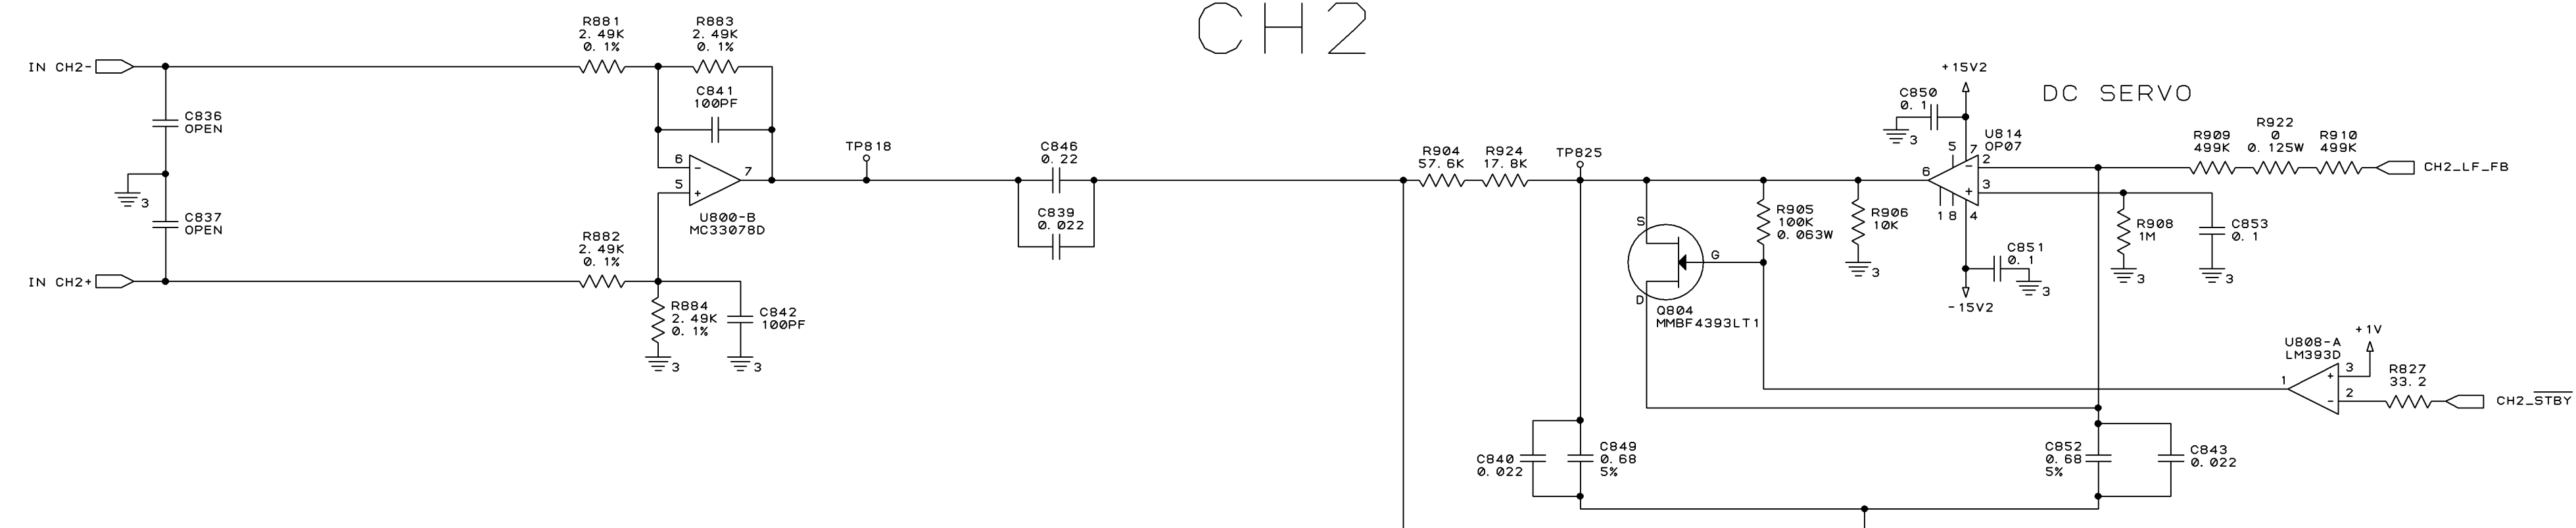 CH2
R881
2.49K
0.1%
R883
2.49K
0.1%
IN CH2-
C841
100PF
C836
OPEN
3
C837
OPEN
6
5
7
U800-B
MC33078D
TP818
R882
2.49K
0.1%
IN CH2+
R884
2.49K
0.1%
3
C842
100PF
3
C846
0.22
C839
0.022
R904
57.6K
R924
17.8K
TP825
S
G
D
Q804
MMBF4393LT1
R905
100K
0.063W
R906
10K
3
+15V2
C850
0.1
3
DC SERVO
U814
OP07
5
7
2
6
3
1
8
4
C851
0.1
3
-15V2
R909
499K
R922
0
0.125W
R910
499K
CH2_LF_FB
R908
1M
3
C853
0.1
3
+1V
U808-A
LM393D
1
3
2
R827
33.2
CH2_STBY
C840
0.022
C849
0.68
5%
C852
0.68
5%
C843
0.022